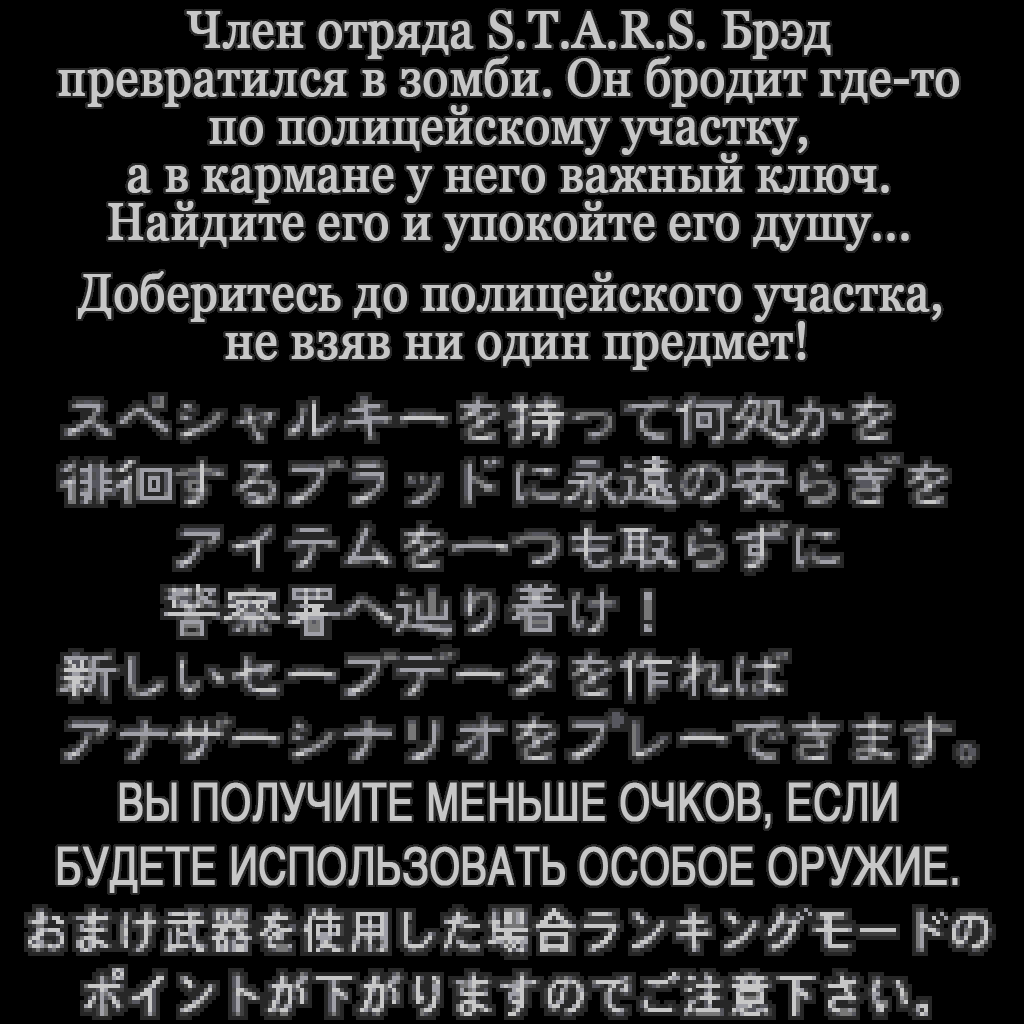 Член отряда S.T.A.R.S. Брэд
превратился в зомби. Он бродит где-то
по полицейскому участку,
а в кармане у него важный ключ.
Найдите его и упокойте его душу...
Доберитесь до полицейского участка,
не взяв ни один предмет!
スペシャルキーを持って何処かを
徘徊するブラッドに永遠の安らぎを
アイテムを一つも取らずに
警察署へ辿り着け！
新しいセーブデータを作れば
アナザーシナリオをプレーできます。
ВЫ ПОЛУЧИТЕ МЕНЬШЕ ОЧКОВ, ЕСЛИ
БУДЕТЕ ИСПОЛЬЗОВАТЬ ОСОБОЕ ОРУЖИЕ.
おまけ武器を使用した場合ランキングモードの
ポイントが下がりますのでご注意下さい。